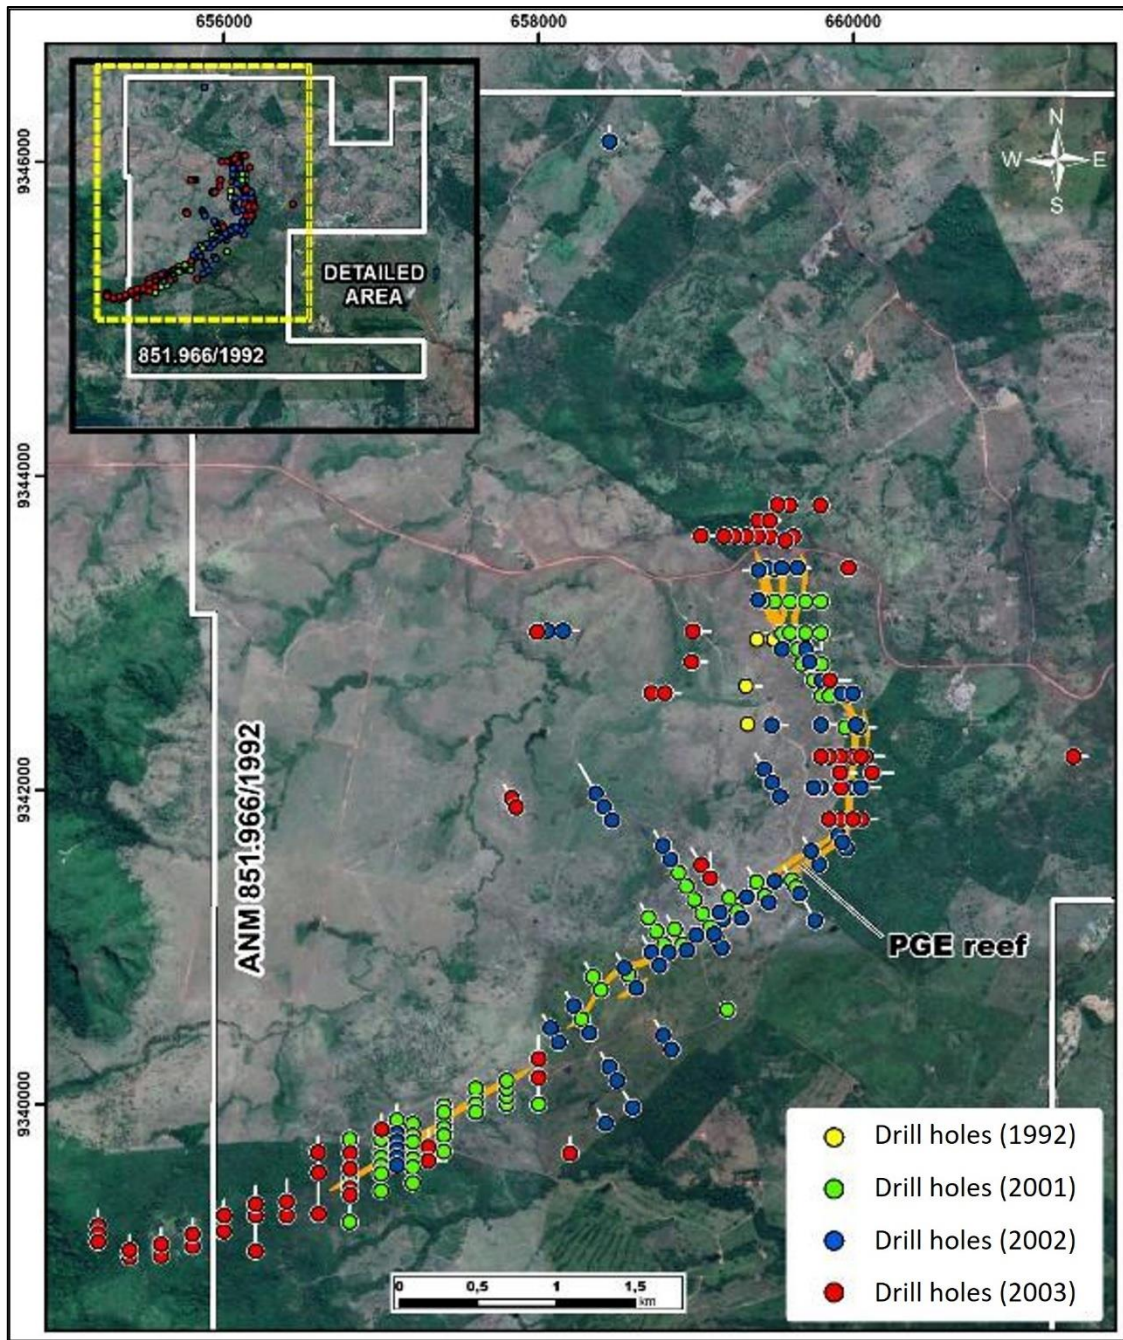 656000
658000
660000
9346000
9344000
9342000
9340000
N
W
E
S
DETAILED
AREA
851.966/1992
ANM 851.966/1992
PGE reef
Drill holes (1992)
Drill holes (2001)
Drill holes (2002)
Drill holes (2003)
0
0,5
1
1,5
km